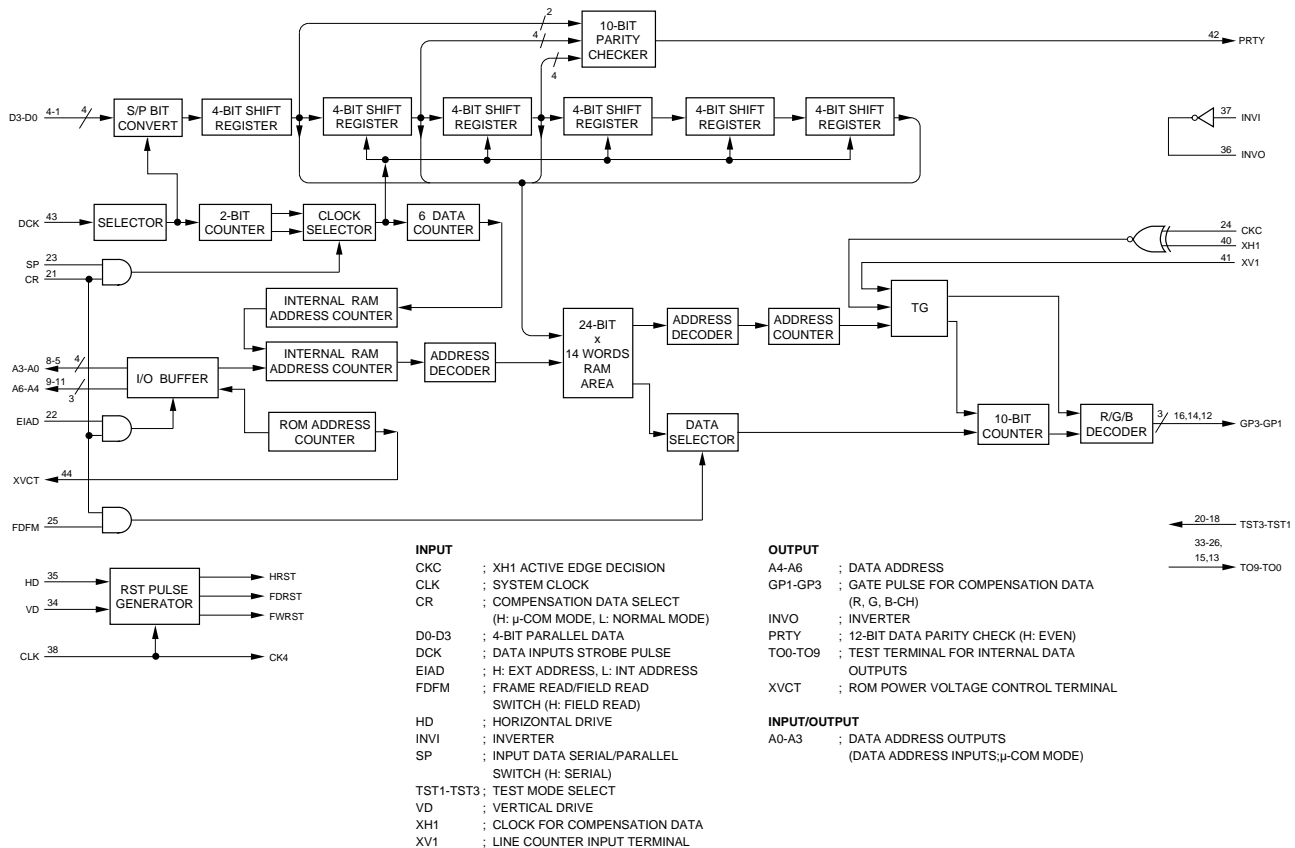 2
4
4
10-BIT
PARITY
CHECKER
42
PRTY
D3-D0
4-1
4
S/P BIT
CONVERT
4-BIT SHIFT
REGISTER
4-BIT SHIFT
REGISTER
4-BIT SHIFT
REGISTER
4-BIT SHIFT
REGISTER
4-BIT SHIFT
REGISTER
4-BIT SHIFT
REGISTER
37
INVI
36
INVO
DCK
43
SELECTOR
2-BIT
COUNTER
CLOCK
SELECTOR
6 DATA
COUNTER
24
CKC
40
XH1
41
XV1
SP
23
CR
21
INTERNAL RAM
ADDRESS COUNTER
INTERNAL RAM
ADDRESS COUNTER
ADDRESS
DECODER
24-BIT
x
14 WORDS
RAM
AREA
ADDRESS
DECODER
ADDRESS
COUNTER
TG
A3-A0
8-5
4
A6-A4
9-11
3
I/O BUFFER
EIAD
22
ROM ADDRESS
COUNTER
DATA
SELECTOR
10-BIT
COUNTER
R/G/B
DECODER
3
16,14,12
GP3-GP1
XVCT
44
FDFM
25
20-18
TST3-TST1
33-26,
15,13
TO9-TO0
HD
35
VD
34
RST PULSE
GENERATOR
HRST
FDRST
FWRST
CLK
38
CK4
INPUT
CKC ; XH1 ACTIVE EDGE DECISION
CLK ; SYSTEM CLOCK
CR ; COMPENSATION DATA SELECT
(H: µ-COM MODE, L: NORMAL MODE)
D0-D3 ; 4-BIT PARALLEL DATA
DCK ; DATA INPUTS STROBE PULSE
EIAD ; H: EXT ADDRESS, L: INT ADDRESS
FDFM ; FRAME READ/FIELD READ
SWITCH (H: FIELD READ)
HD ; HORIZONTAL DRIVE
INVI ; INVERTER
SP ; INPUT DATA SERIAL/PARALLEL
SWITCH (H: SERIAL)
TST1-TST3 ; TEST MODE SELECT
VD ; VERTICAL DRIVE
XH1 ; CLOCK FOR COMPENSATION DATA
XV1 ; LINE COUNTER INPUT TERMINAL
OUTPUT
A4-A6 ; DATA ADDRESS
GP1-GP3 ; GATE PULSE FOR COMPENSATION DATA
(R, G, B-CH)
INVO ; INVERTER
PRTY ; 12-BIT DATA PARITY CHECK (H: EVEN)
TO0-TO9 ; TEST TERMINAL FOR INTERNAL DATA
OUTPUTS
XVCT ; ROM POWER VOLTAGE CONTROL TERMINAL
INPUT/OUTPUT
A0-A3 ; DATA ADDRESS OUTPUTS
(DATA ADDRESS INPUTS;µ-COM MODE)